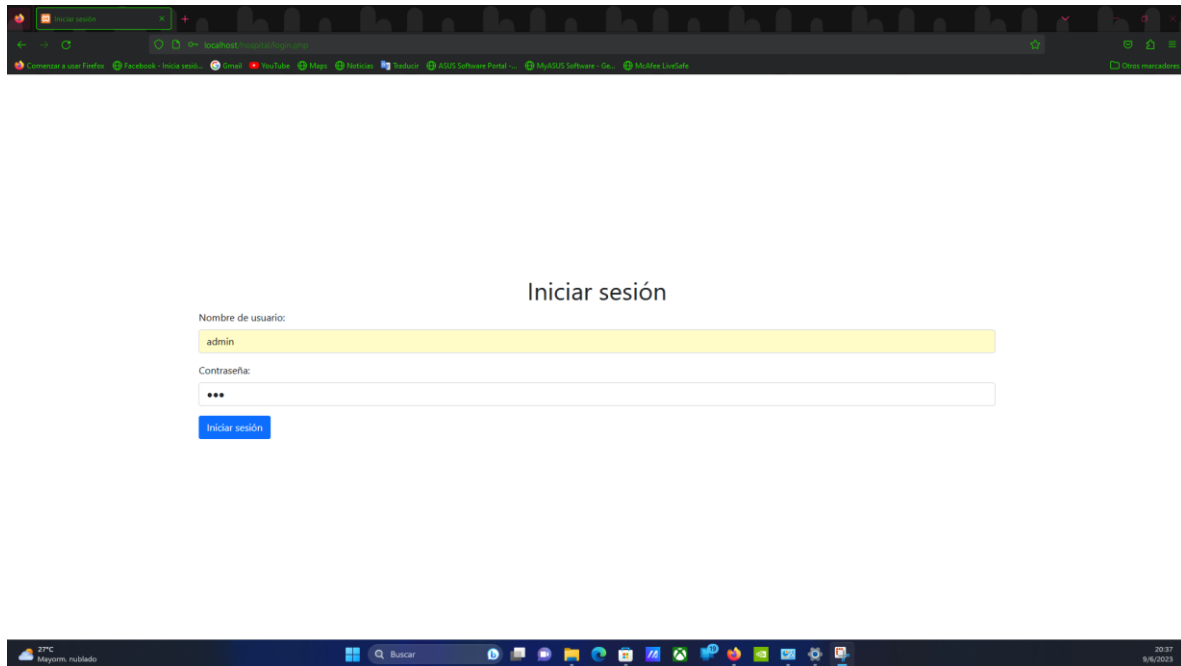 Iniciar sesión
localhost/hospital/login.php
Comenzar a usar Firefox Facebook - Inicia sesió... Gmail YouTube Maps Noticias Traducir ASUS Software Portal -... MyASUS Software - Ge... McAfee LiveSafe Otros marcadores
Iniciar sesión
Nombre de usuario:
admin
Contraseña:
Iniciar sesión
27°C
Mayorm. nublado
Buscar
20:37
9/6/2023